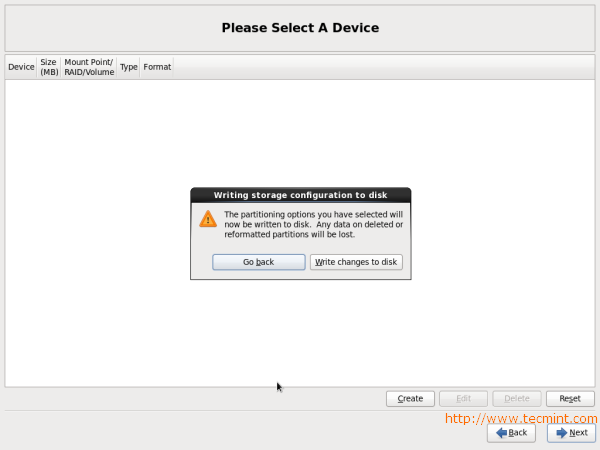 Please Select A Device
Device Size (MB) Mount Point/ RAID/Volume Type Format
Writing storage configuration to disk
The partitioning options you have selected will
now be written to disk.  Any data on deleted or
reformatted partitions will be lost.
Go back Write changes to disk
Create Edit Delete Reset
http://www.tecmint.com
Back Next